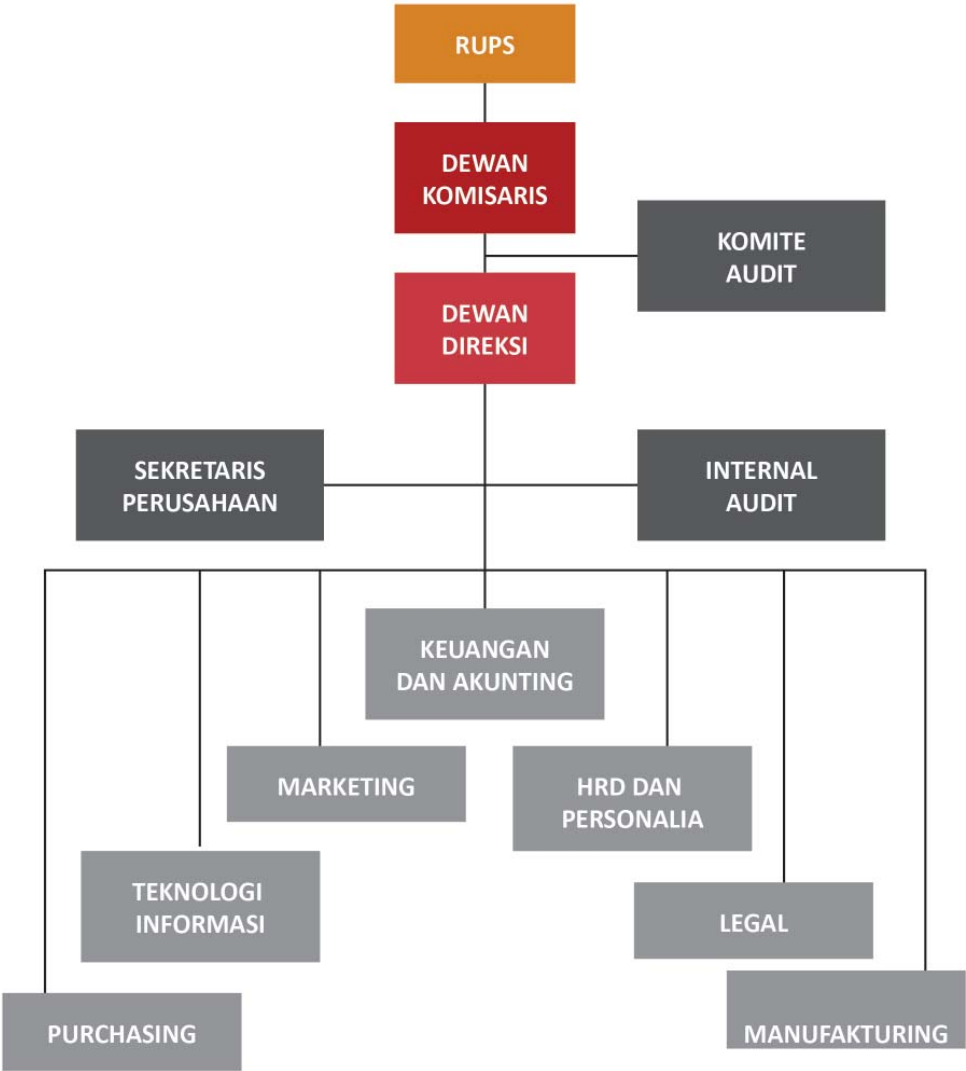 RUPS
DEWAN
KOMISARIS
KOMITE
AUDIT
DEWAN
DIREKSI
SEKRETARIS
PERUSAHAAN
INTERNAL
AUDIT
KEUANGAN
DAN AKUNTING
MARKETING
HRD DAN
PERSONALIA
TEKNOLOGI
INFORMASI
LEGAL
PURCHASING
MANUFAKTURING